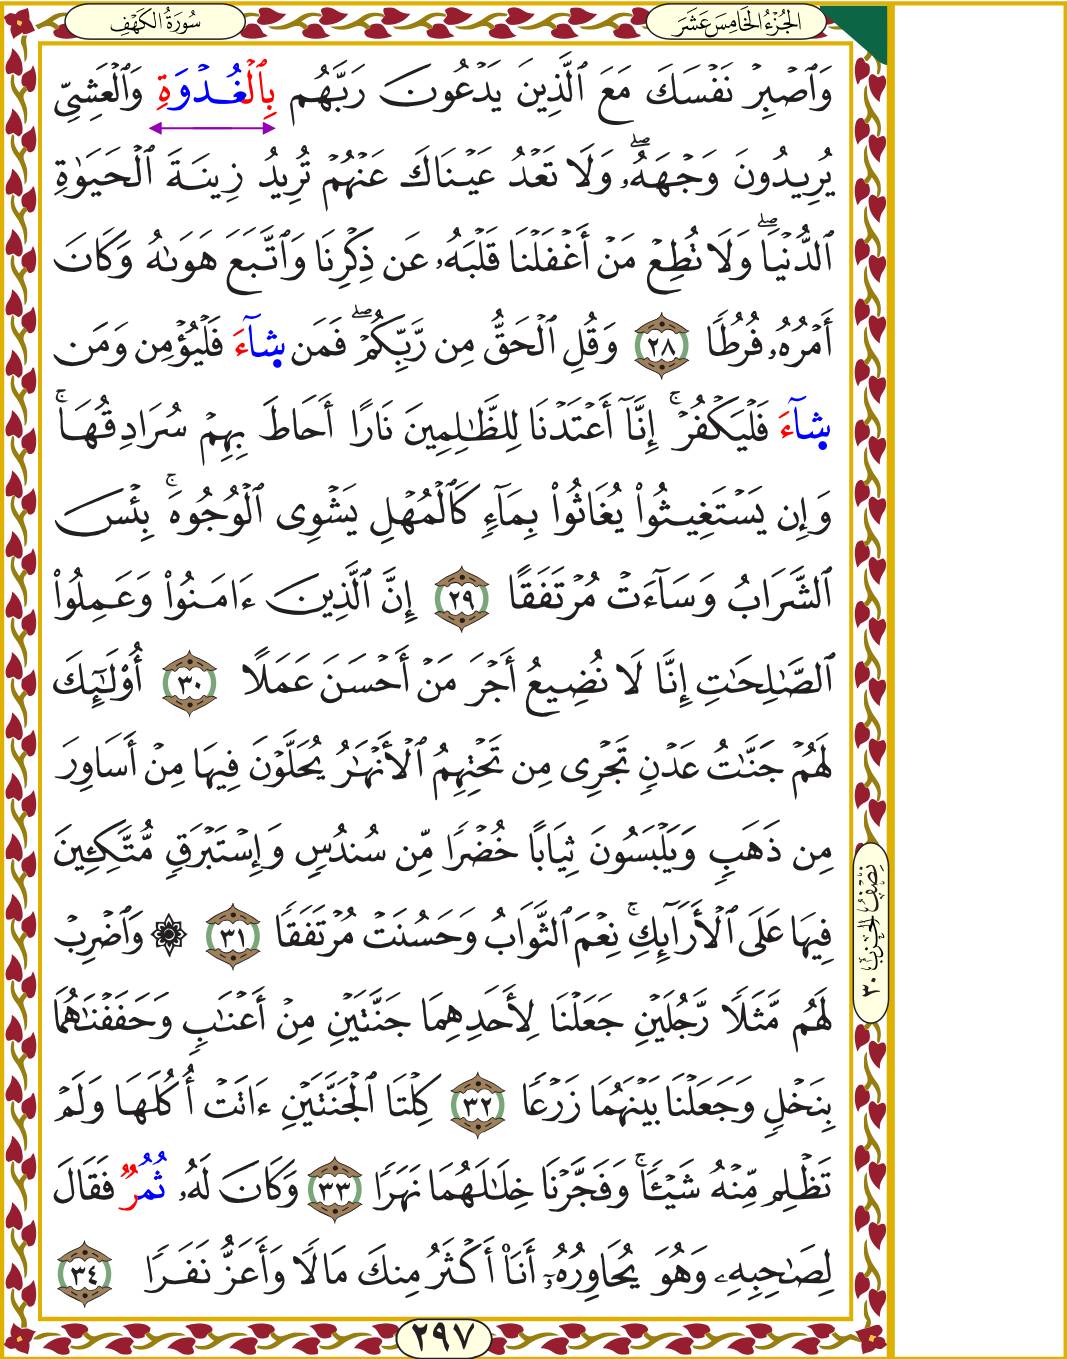 الجُزْءُ الخَامِسَ عَشَرَ
سُورَةُ الكَهْفِ
وَٱصْبِرْ نَفْسَكَ مَعَ ٱلَّذِينَ يَدْعُونَ رَبَّهُم بِٱلْغُدْوَةِ وَٱلْعَشِيِّ
يُرِيدُونَ وَجْهَهُۥۖ وَلَا تَعْدُ عَيْنَاكَ عَنْهُمْ تُرِيدُ زِينَةَ ٱلْحَيَوٰةِ
ٱلدُّنْيَاۖ وَلَا تُطِعْ مَنْ أَغْفَلْنَا قَلْبَهُۥ عَن ذِكْرِنَا وَٱتَّبَعَ هَوَىٰهُ وَكَانَ
أَمْرُهُۥ فُرُطًا ٢٨ وَقُلِ ٱلْحَقُّ مِن رَّبِّكُمْۖ فَمَن شِآءَ فَلْيُؤْمِن وَمَن
شِآءَ فَلْيَكْفُرْۚ إِنَّآ أَعْتَدْنَا لِلظَّٰلِمِينَ نَارًا أَحَاطَ بِهِمْ سُرَادِقُهَاۚ
وَإِن يَسْتَغِيثُوا۟ يُغَاثُوا۟ بِمَآءٍ كَٱلْمُهْلِ يَشْوِى ٱلْوُجُوهَۚ بِئْسَ
ٱلشَّرَابُ وَسَآءَتْ مُرْتَفَقًا ٢٩ إِنَّ ٱلَّذِينَ ءَامَنُوا۟ وَعَمِلُوا۟
ٱلصَّٰلِحَٰتِ إِنَّا لَا نُضِيعُ أَجْرَ مَنْ أَحْسَنَ عَمَلًا ٣٠ أُو۟لَٰٓئِكَ
لَهُمْ جَنَّٰتُ عَدْنٍ تَجْرِى مِن تَحْتِهِمُ ٱلْأَنْهَٰرُ يُحَلَّوْنَ فِيهَا مِنْ أَسَاوِرَ
مِن ذَهَبٍ وَيَلْبَسُونَ ثِيَابًا خُضْرًا مِّن سُندُسٍ وَإِسْتَبْرَقٍ مُّتَّكِـِٔينَ
فِيهَا عَلَى ٱلْأَرَآئِكِۚ نِعْمَ ٱلثَّوَابُ وَحَسُنَتْ مُرْتَفَقًا ٣١ ۞ وَٱضْرِبْ
لَهُم مَّثَلًا رَّجُلَيْنِ جَعَلْنَا لِأَحَدِهِمَا جَنَّتَيْنِ مِنْ أَعْنَٰبٍ وَحَفَفْنَٰهُمَا
بِنَخْلٍ وَجَعَلْنَا بَيْنَهُمَا زَرْعًا ٣٢ كِلْتَا ٱلْجَنَّتَيْنِ ءَاتَتْ أُكُلَهَا وَلَمْ
تَظْلِم مِّنْهُ شَيْـًٔاۚ وَفَجَّرْنَا خِلَٰلَهُمَا نَهَرًا ٣٣ وَكَانَ لَهُۥ ثُمُرٌ فَقَالَ
لِصَٰحِبِهِۦ وَهُوَ يُحَاوِرُهُۥٓ أَنَا۠ أَكْثَرُ مِنكَ مَالًا وَأَعَزُّ نَفَرًا ٣٤
نِصْفُ الحِزْبِ ٣٠
٢٩٧